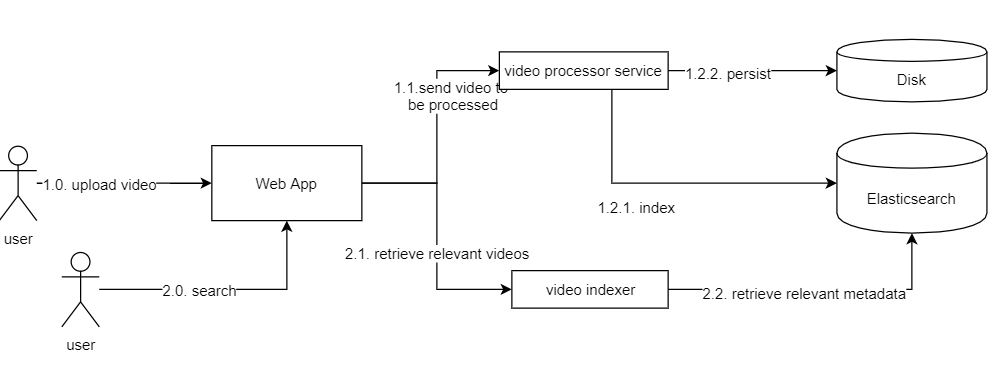 video processor service
1.2.2. persist
Disk
1.1.send video to
be processed
1.0. upload video
Web App
Elasticsearch
1.2.1. index
user
2.1. retrieve relevant videos
2.0. search
video indexer
2.2. retrieve relevant metadata
user